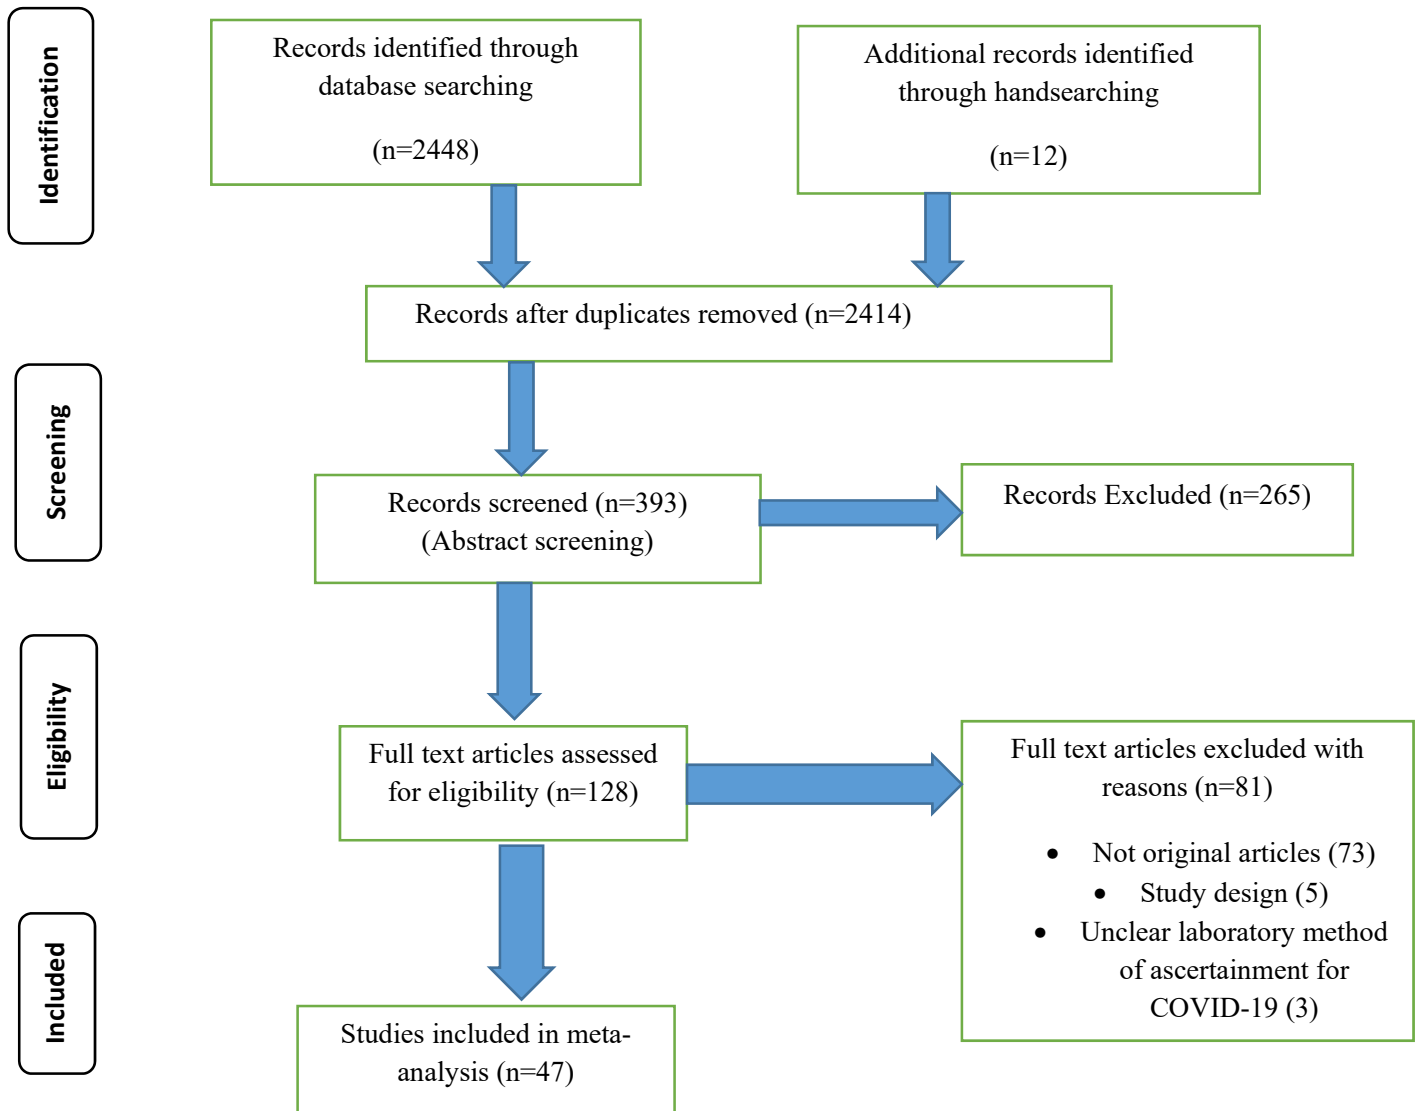 Identification
Records identified through
database searching
(n=2448)
Additional records identified
through handsearching
(n=12)
Records after duplicates removed (n=2414)
Screening
Records screened (n=393)
(Abstract screening)
Records Excluded (n=265)
Eligibility
Full text articles assessed
for eligibility (n=128)
Full text articles excluded with
reasons (n=81)
• Not original articles (73)
• Study design (5)
• Unclear laboratory method
of ascertainment for
COVID-19 (3)
Included
Studies included in meta-
analysis (n=47)